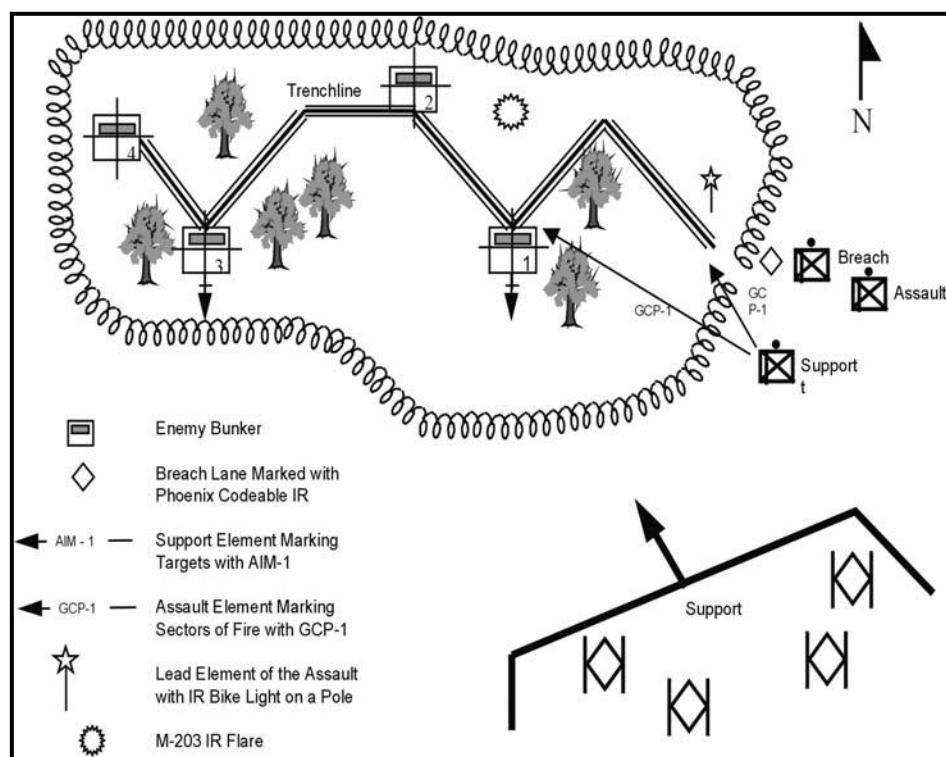 Trenchline
2
N
4
3
1
Breach
Assault
GCP-1
GC
P-1
Support
t
Enemy Bunker
Breach Lane Marked with
Phoenix Codeable IR
AIM - 1
Support Element Marking
Targets with AIM-1
GCP-1
Assault Element Marking
Sectors of Fire with GCP-1
Lead Element of the Assault
with IR Bike Light on a Pole
M-203 IR Flare
Support